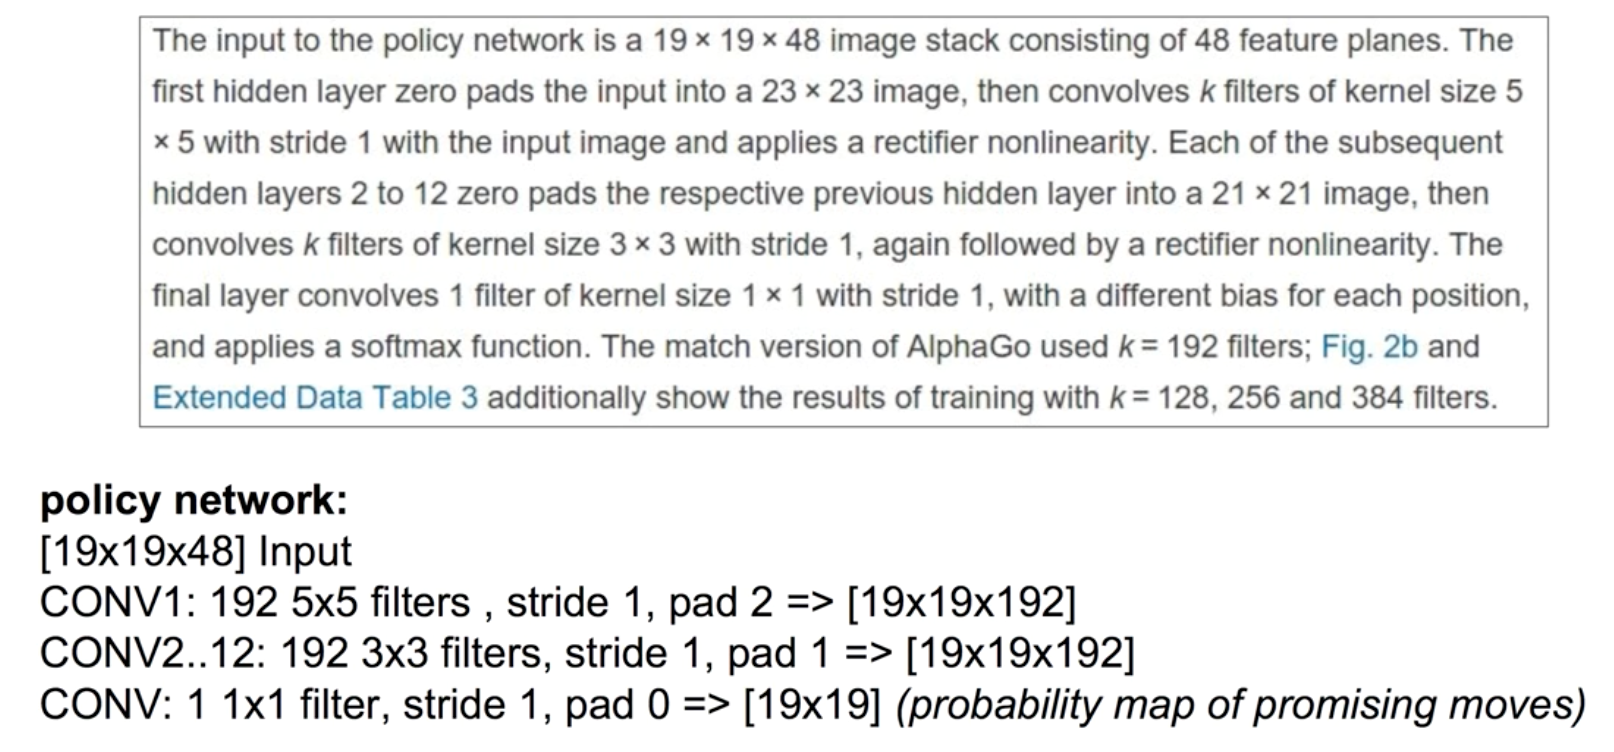 The input to the policy network is a 19 × 19 × 48 image stack consisting of 48 feature planes. The
first hidden layer zero pads the input into a 23 × 23 image, then convolves k filters of kernel size 5
× 5 with stride 1 with the input image and applies a rectifier nonlinearity. Each of the subsequent
hidden layers 2 to 12 zero pads the respective previous hidden layer into a 21 × 21 image, then
convolves k filters of kernel size 3 × 3 with stride 1, again followed by a rectifier nonlinearity. The
final layer convolves 1 filter of kernel size 1 × 1 with stride 1, with a different bias for each position,
and applies a softmax function. The match version of AlphaGo used k = 192 filters; Fig. 2b and
Extended Data Table 3 additionally show the results of training with k = 128, 256 and 384 filters.
policy network:
[19x19x48] Input
CONV1: 192 5x5 filters , stride 1, pad 2 => [19x19x192]
CONV2..12: 192 3x3 filters, stride 1, pad 1 => [19x19x192]
CONV: 1 1x1 filter, stride 1, pad 0 => [19x19] (probability map of promising moves)